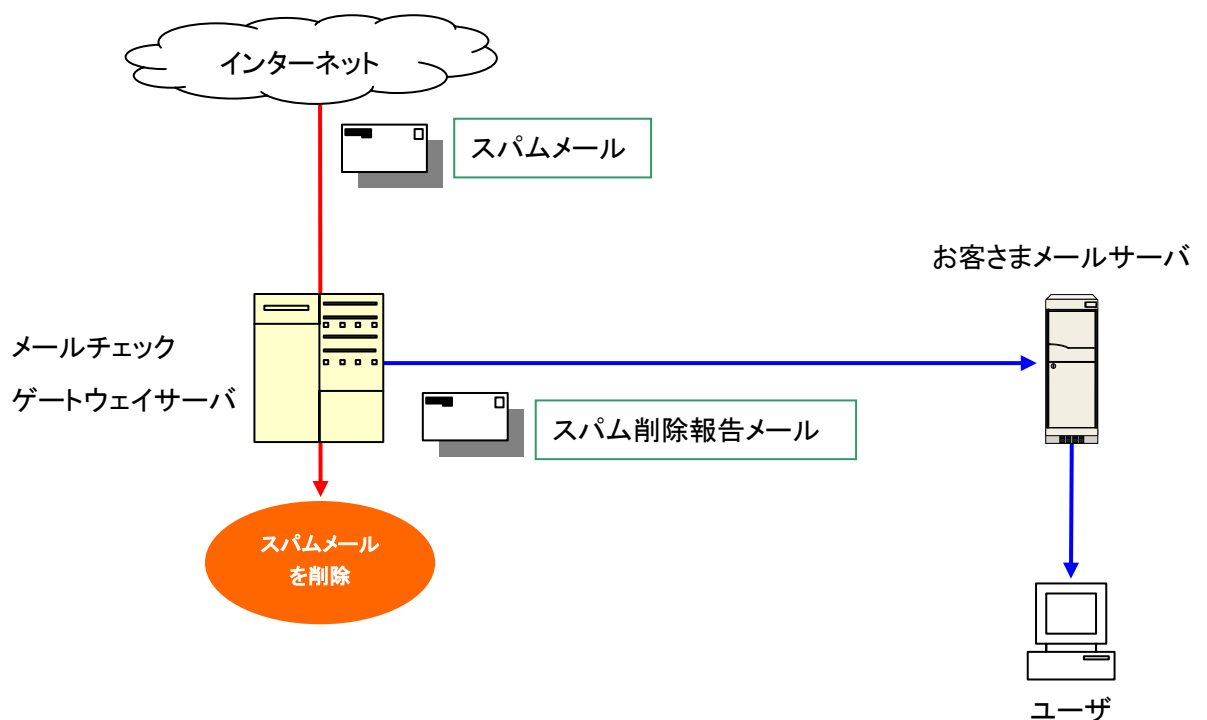 インターネット
スパムメール
お客さまメールサーバ
メールチェック
ゲートウェイサーバ
スパム削除報告メール
スパムメール
を削除
ユーザ